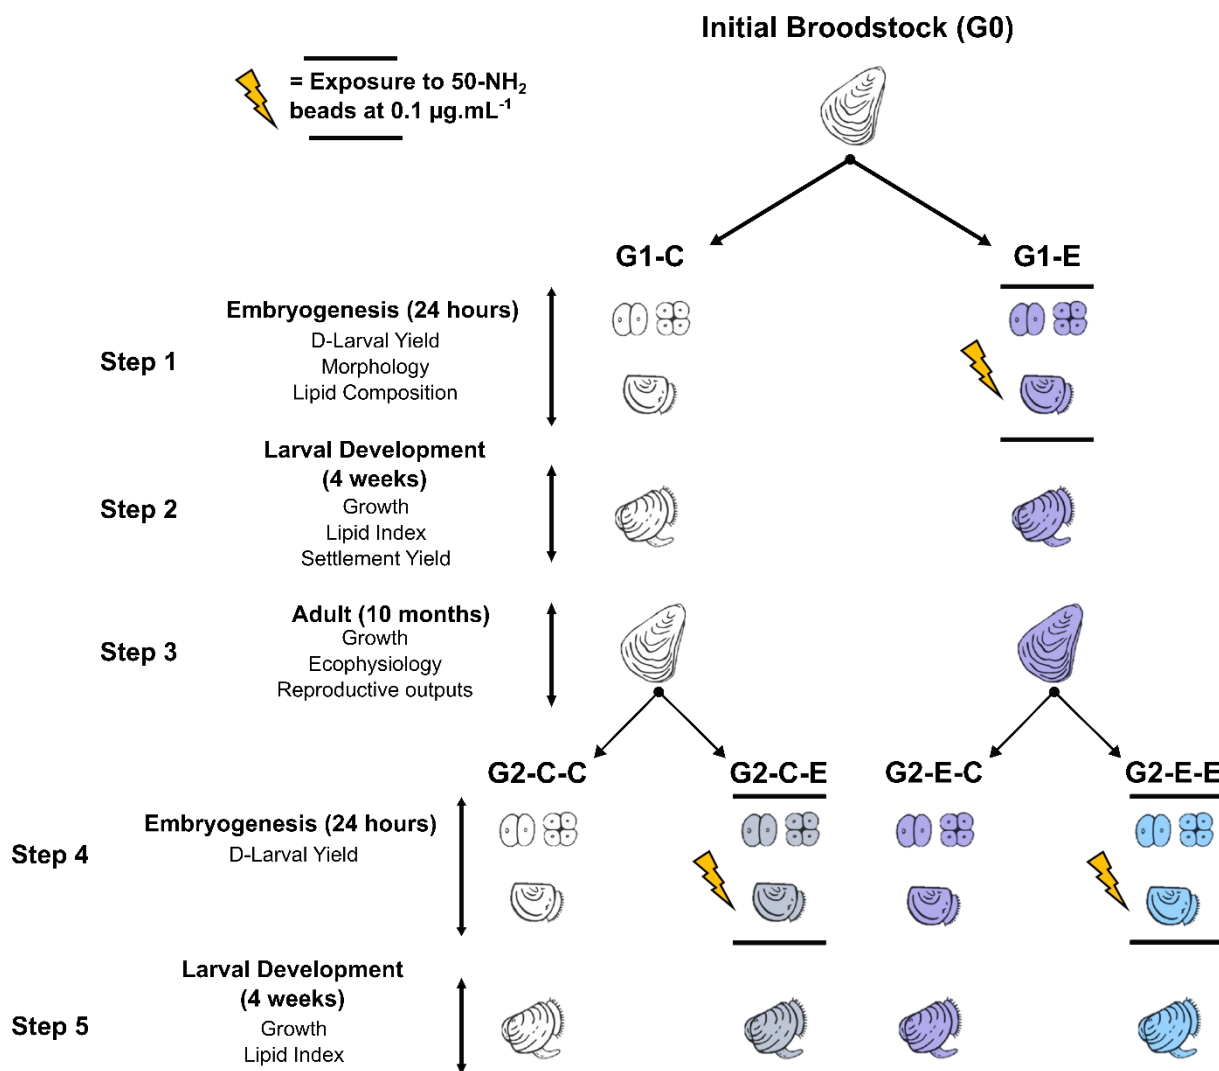 Initial Broodstock (G0)
= Exposure to 50-NH₂
beads at 0.1 µg.mL⁻¹
G1-C
G1-E
Step 1
Embryogenesis (24 hours)
D-Larval Yield
Morphology
Lipid Composition
Step 2
Larval Development
(4 weeks)
Growth
Lipid Index
Settlement Yield
Step 3
Adult (10 months)
Growth
Ecophysiology
Reproductive outputs
G2-C-C
G2-C-E
G2-E-C
G2-E-E
Step 4
Embryogenesis (24 hours)
D-Larval Yield
Step 5
Larval Development
(4 weeks)
Growth
Lipid Index